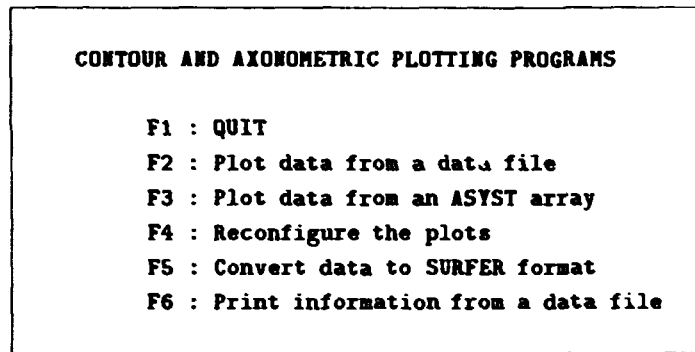 CONTOUR AND AXONOMETRIC PLOTTING PROGRAMS
F1 : QUIT
F2 : Plot data from a data file
F3 : Plot data from an ASYST array
F4 : Reconfigure the plots
F5 : Convert data to SURFER format
F6 : Print information from a data file